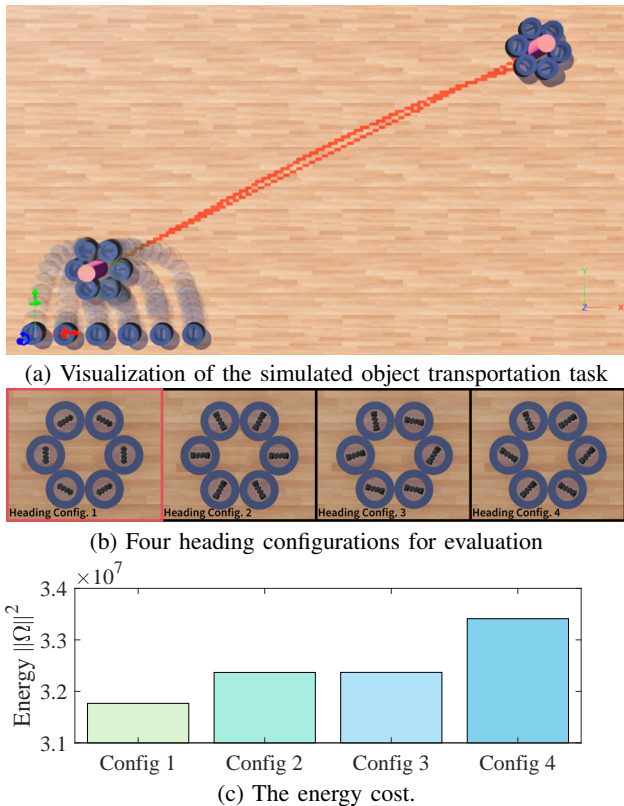 Y
Z
X
(a) Visualization of the simulated object transportation task
Heading Config. 1
Heading Config. 2
Heading Config. 3
Heading Config. 4
(b) Four heading configurations for evaluation
×10⁷
3.4
3.3
3.2
3.1
Energy ||Ω||²
Config 1
Config 2
Config 3
Config 4
(c) The energy cost.